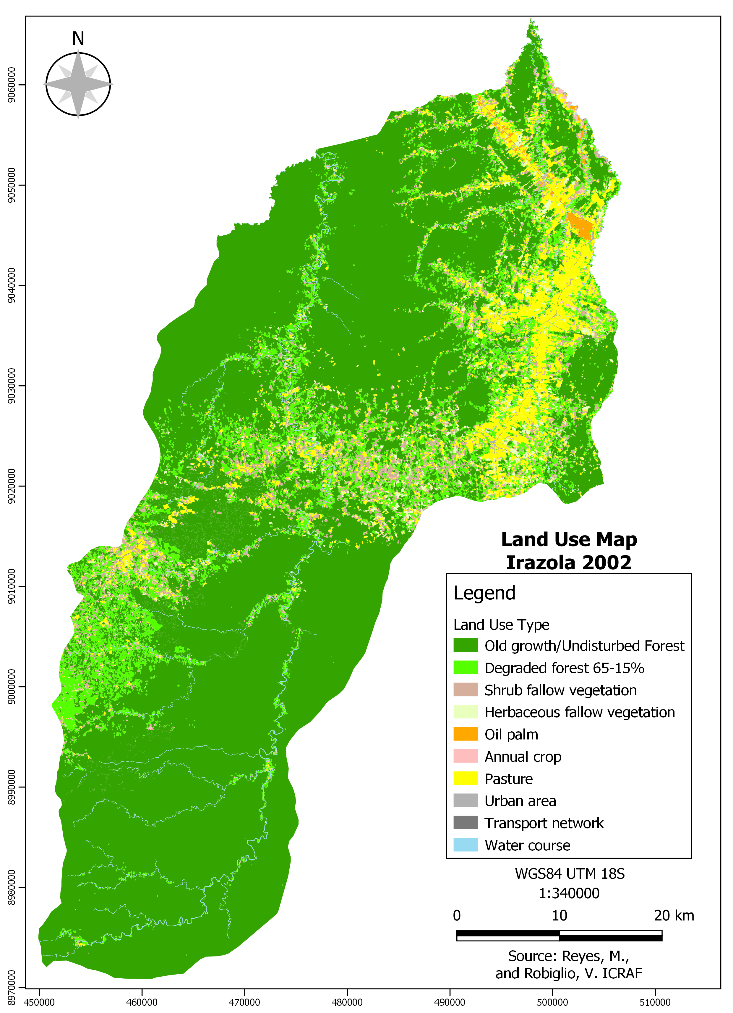 N
9060000
9050000
9040000
9030000
9020000
9010000
9000000
8990000
8980000
8970000
Land Use Map
Irazola 2002
Legend
Land Use Type
Old growth/Undisturbed Forest
Degraded forest 65-15%
Shrub fallow vegetation
Herbaceous fallow vegetation
Oil palm
Annual crop
Pasture
Urban area
Transport network
Water course
WGS84 UTM 18S
1:340000
0 10 20 km
Source: Reyes, M.,
and Robiglio, V. ICRAF
450000 460000 470000 480000 490000 500000 510000